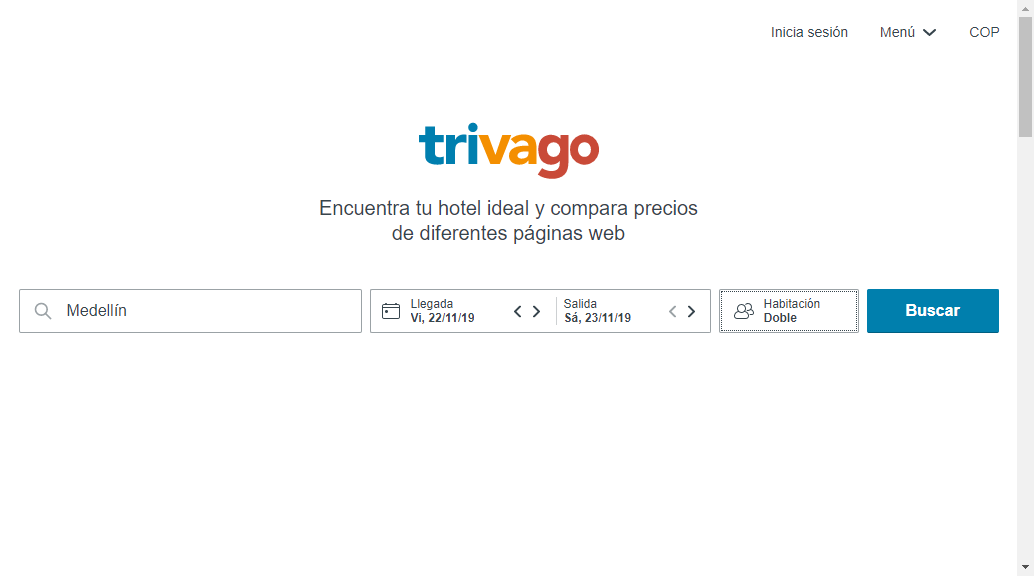 Inicia sesión Menú COP
trivago
Encuentra tu hotel ideal y compara precios
de diferentes páginas web
Medellín
Llegada
Vi, 22/11/19
Salida
Sá, 23/11/19
Habitación
Doble
Buscar